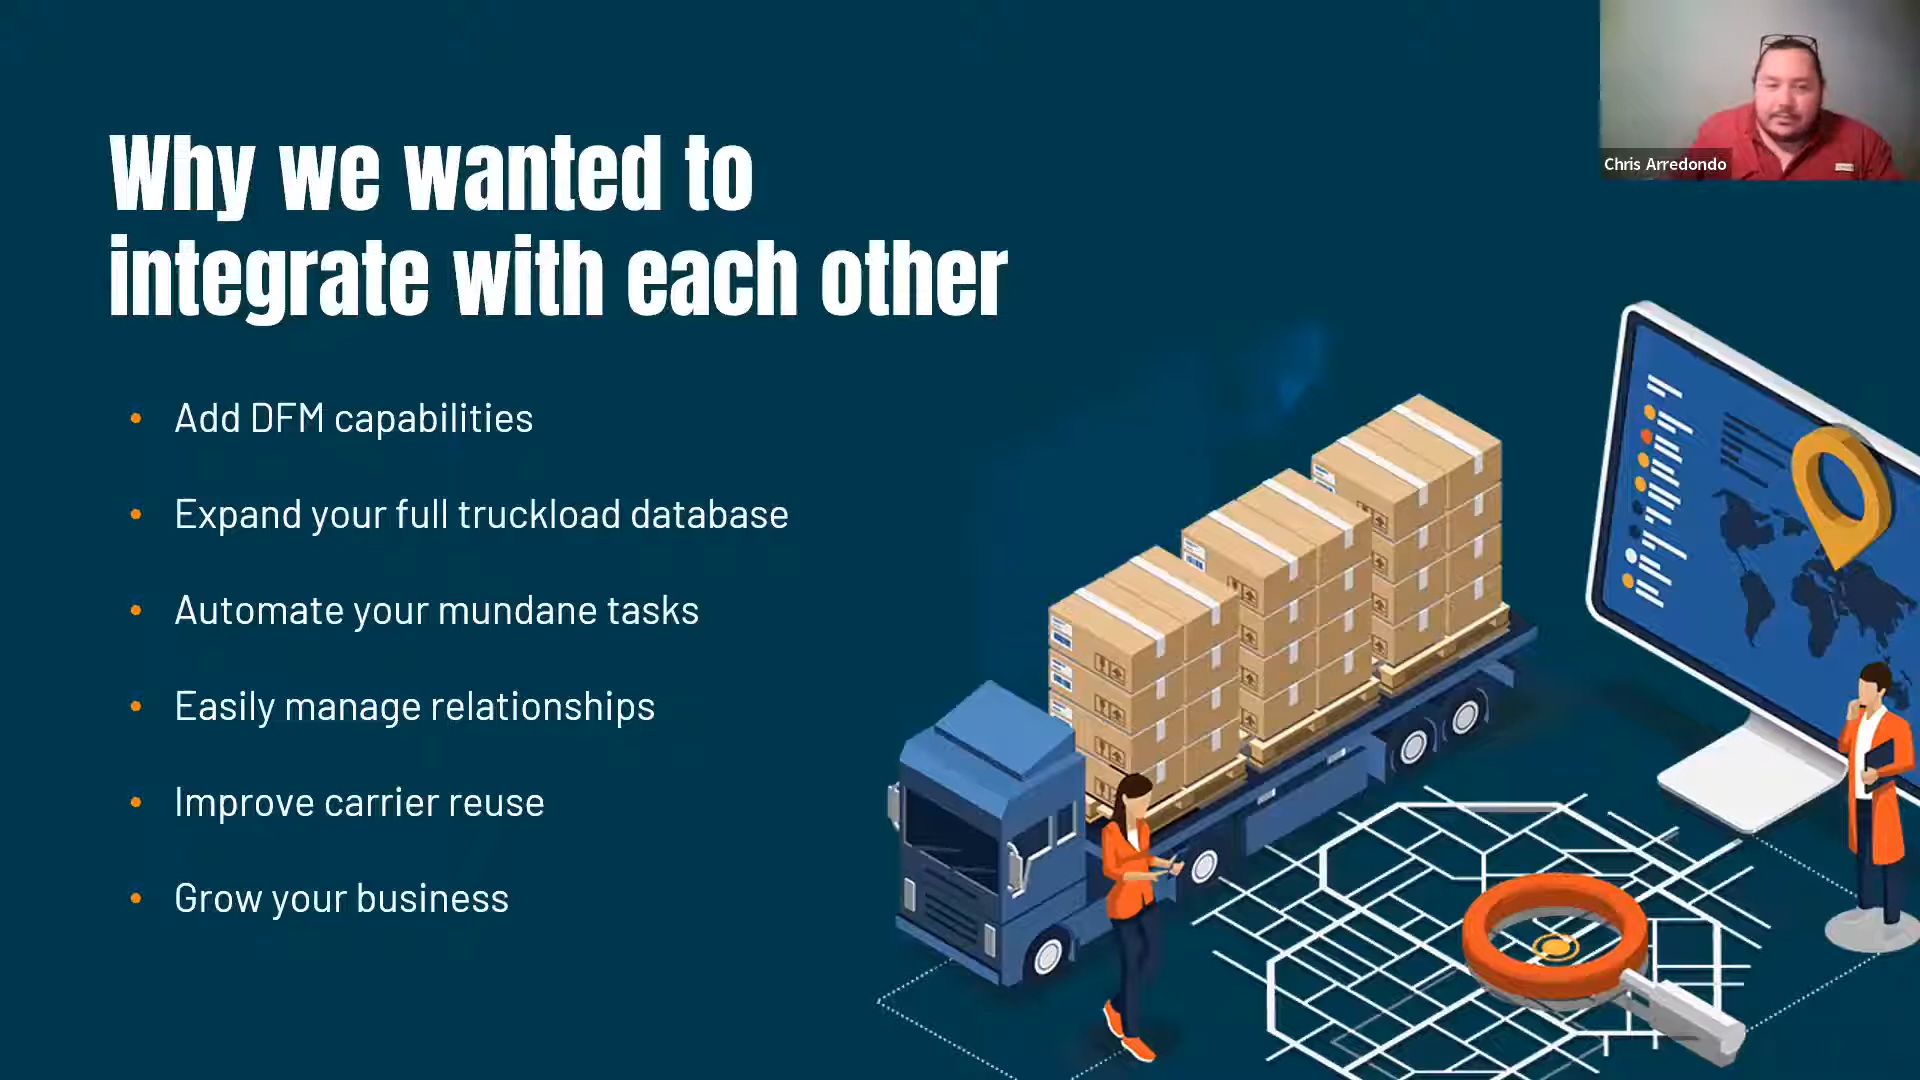 Why we wanted to
integrate with each other
Add DFM capabilities
Expand your full truckload database
Automate your mundane tasks
Easily manage relationships
Improve carrier reuse
Grow your business
Chris Arredondo